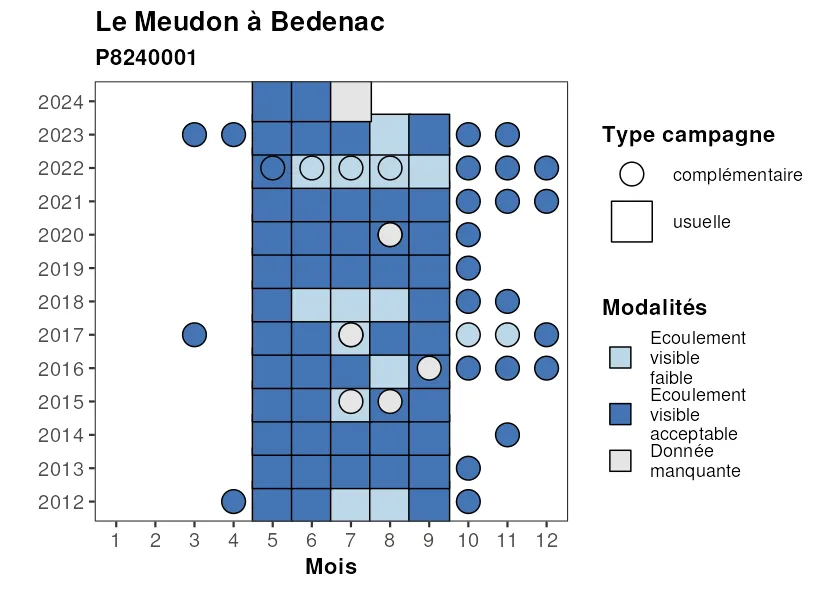 Le Meudon à Bedenac
P8240001
2024
2023
2022
2021
2020
2019
2018
2017
2016
2015
2014
2013
2012
1 2 3 4 5 6 7 8 9 10 11 12
Mois
Type campagne
complémentaire
usuelle
Modalités
Ecoulement
visible
faible
Ecoulement
visible
acceptable
Donnée
manquante